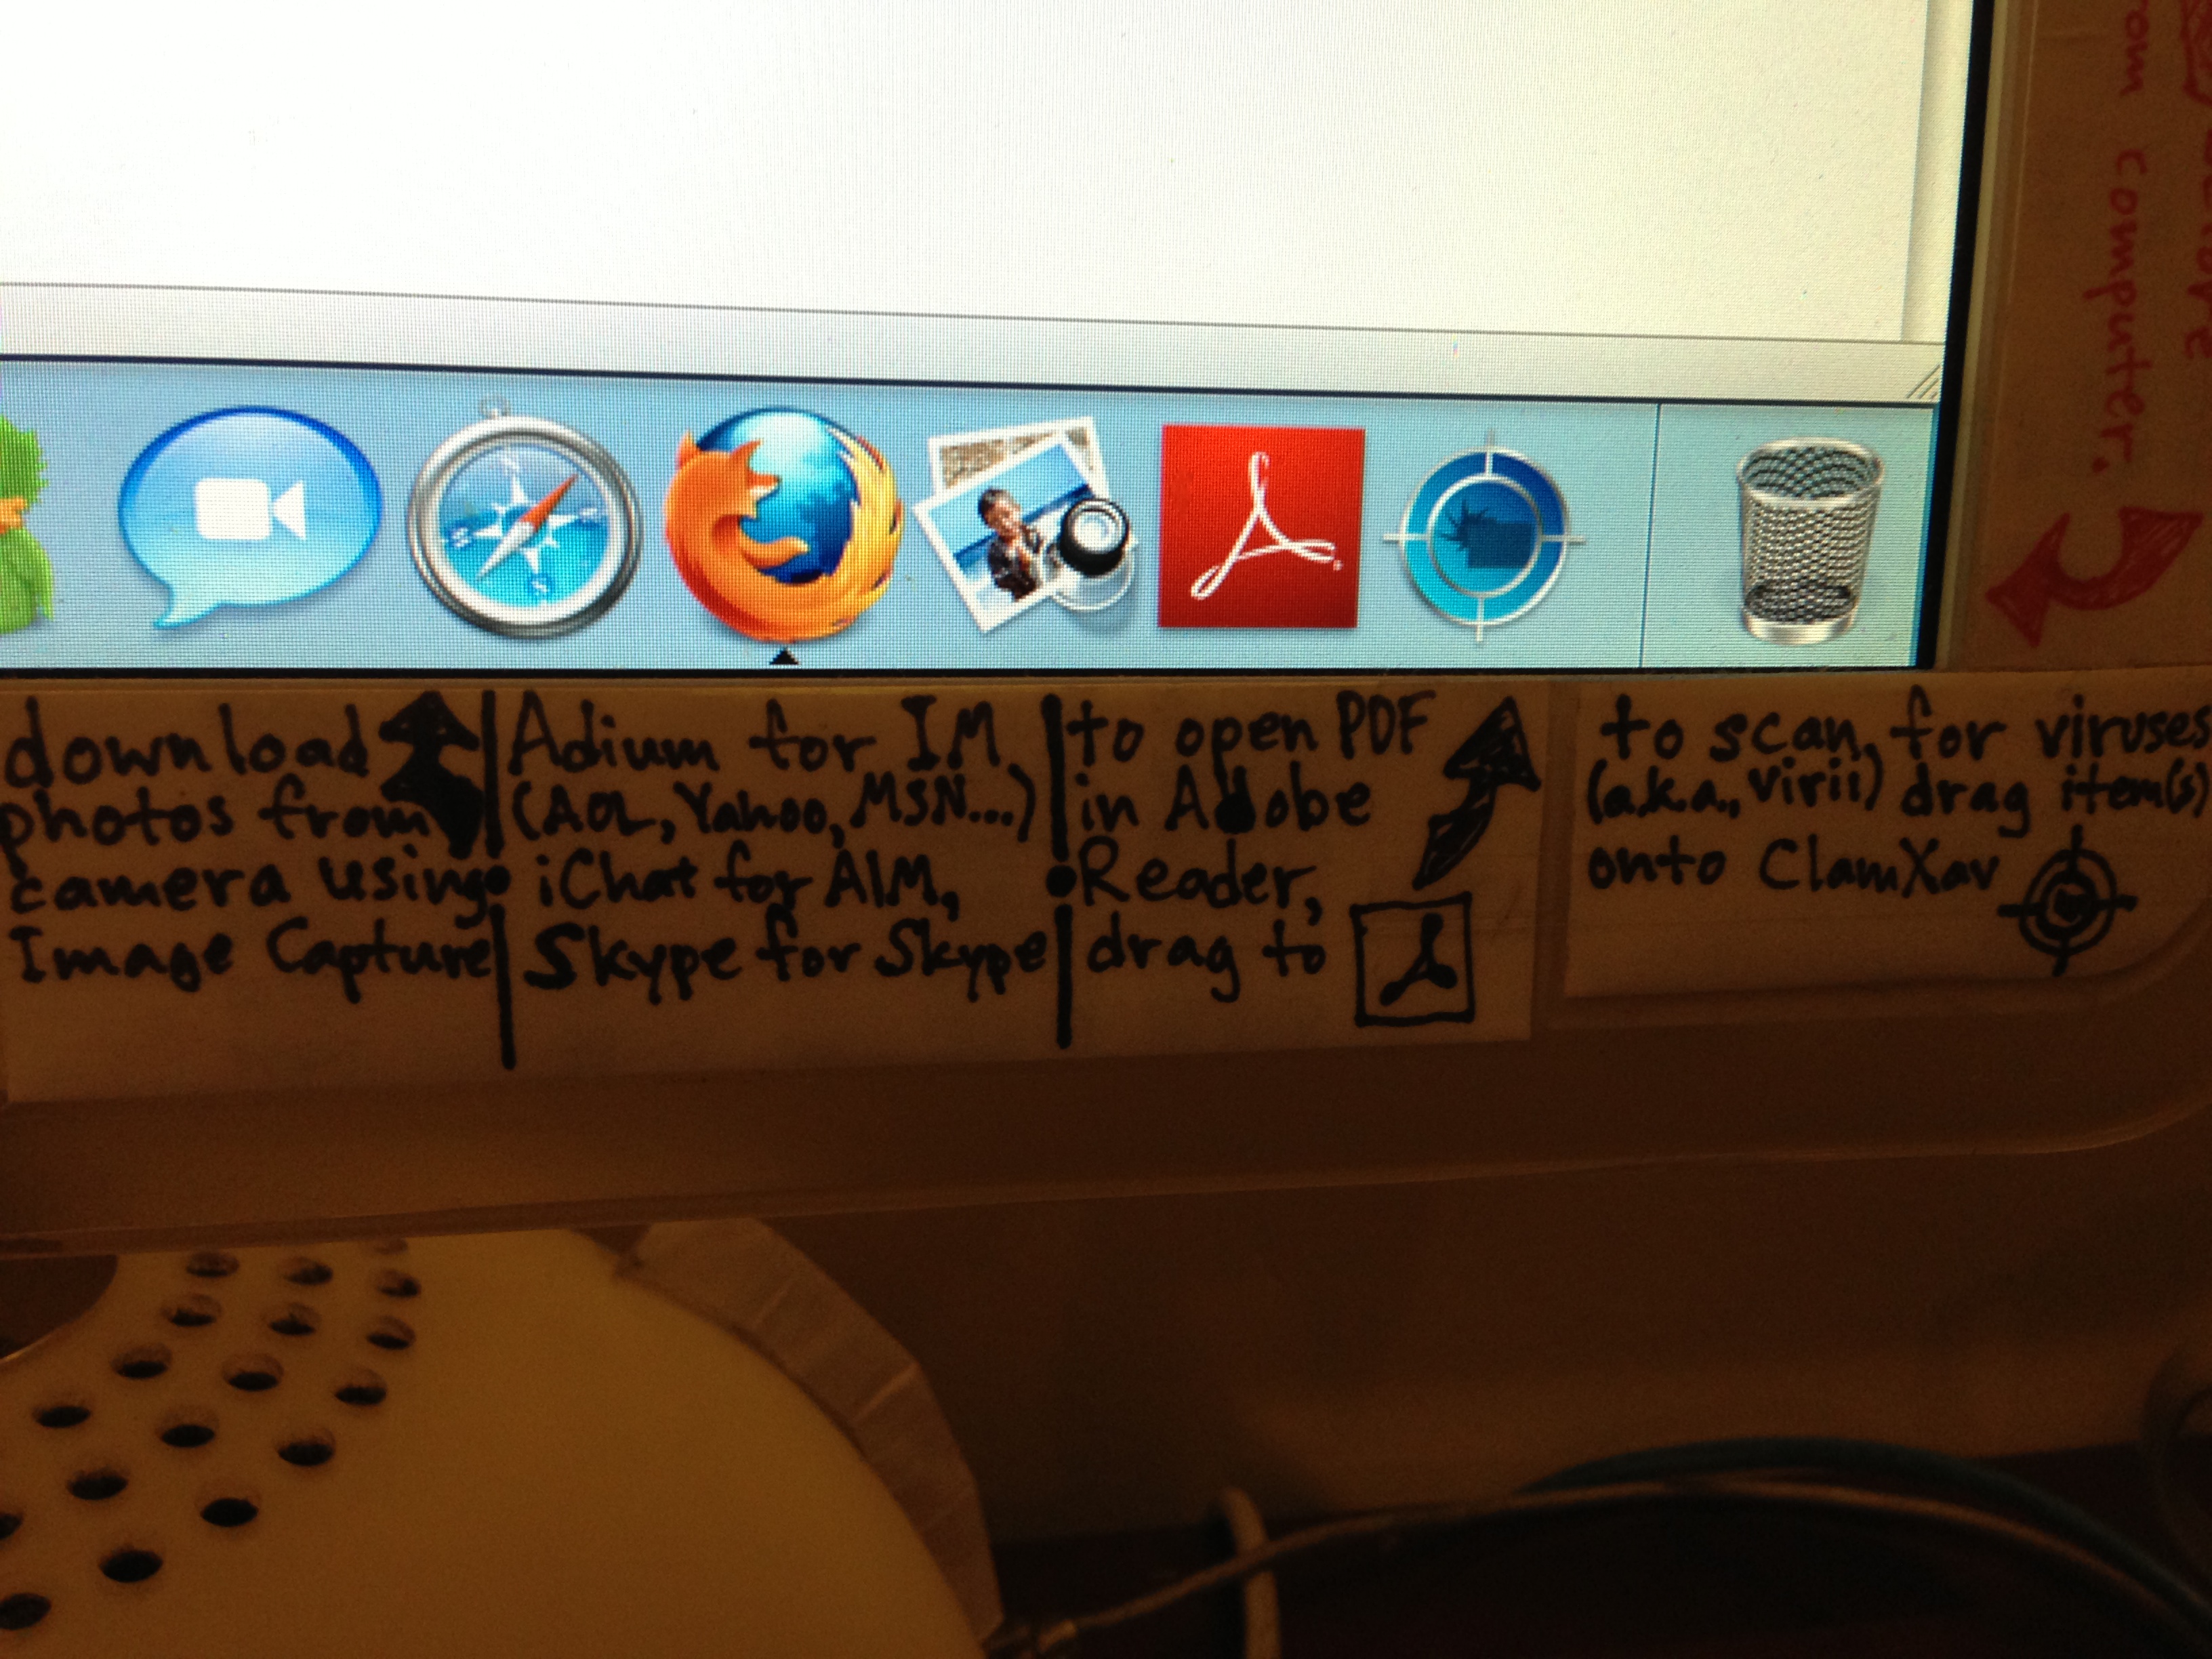 download
photos from
camera using
Image Capture
Adium for IM
(AOL, Yahoo, MSN...)
• iChat for AIM,
Skype for Skype
to open PDF
in Adobe
• Reader,
drag to
to scan, for viruses
(a.k.a., virii) drag item(s)
onto ClamXav
computer.